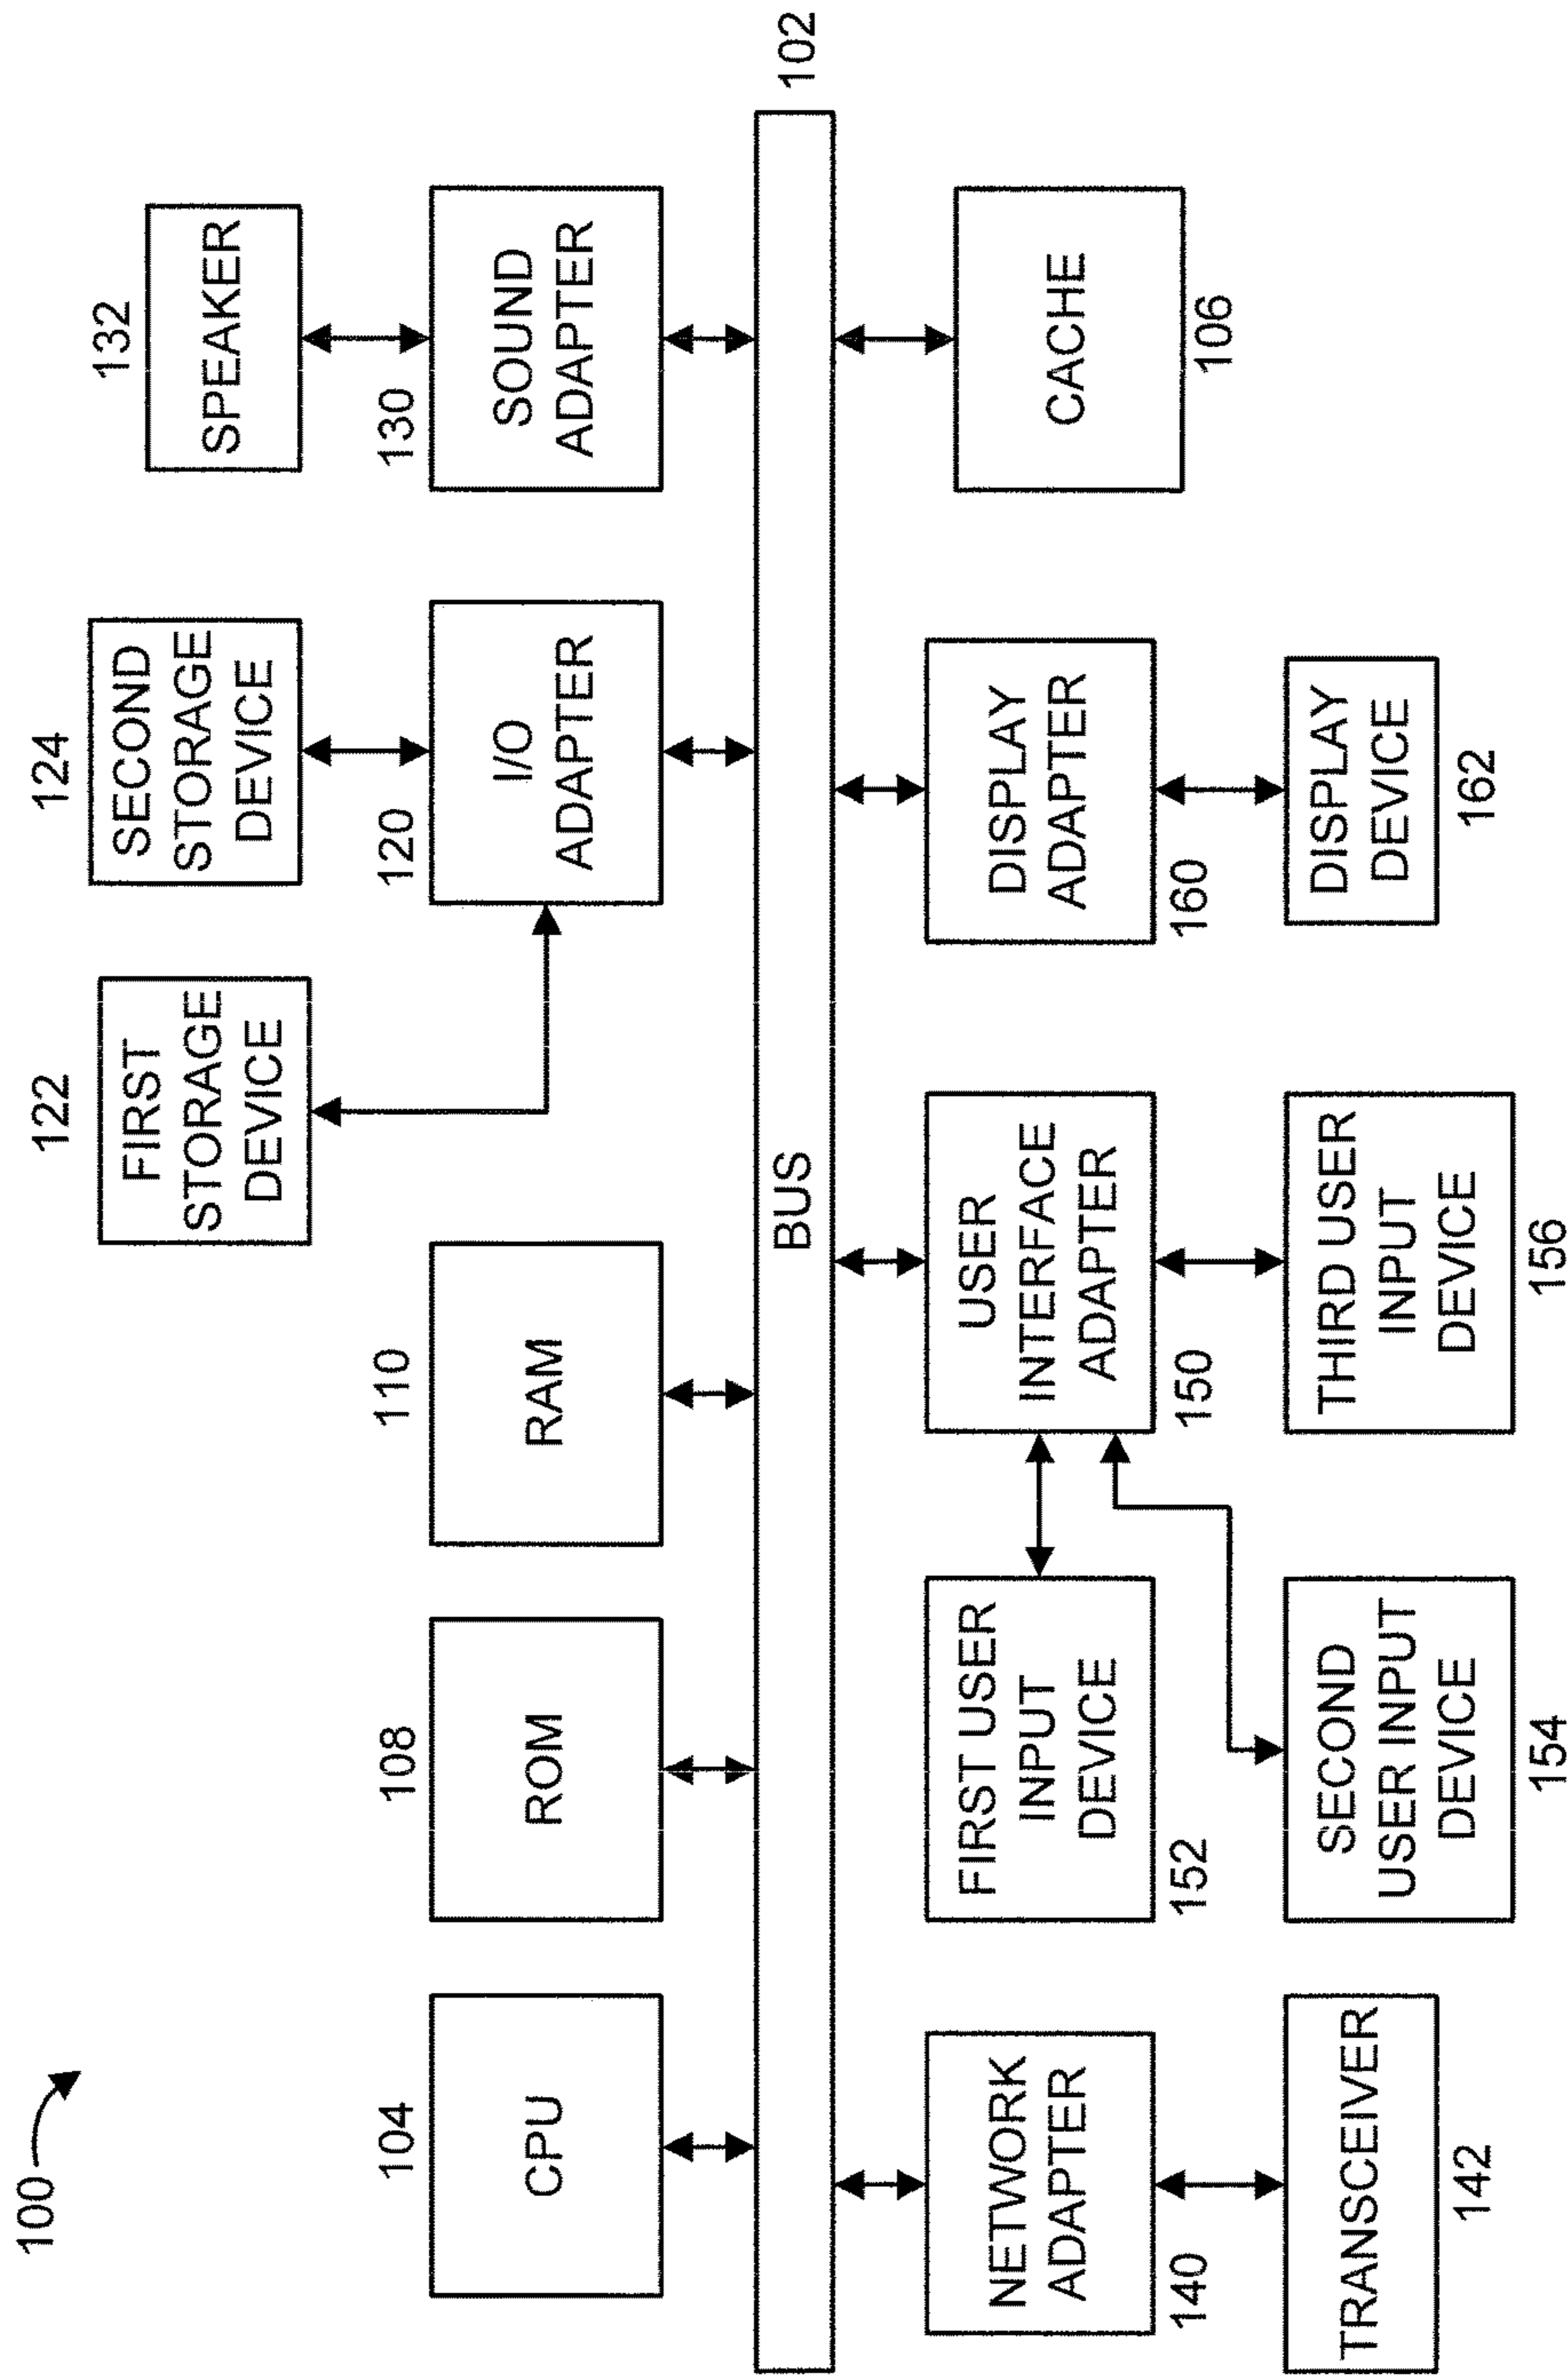 100
104
CPU
108
ROM
110
RAM
122
FIRST
STORAGE
DEVICE
124
SECOND
STORAGE
DEVICE
120
I/O
ADAPTER
132
SPEAKER
130
SOUND
ADAPTER
BUS
102
NETWORK
ADAPTER
140
TRANSCEIVER
142
FIRST USER
INPUT
DEVICE
152
SECOND
USER INPUT
DEVICE
154
USER
INTERFACE
ADAPTER
150
THIRD USER
INPUT
DEVICE
156
DISPLAY
ADAPTER
160
DISPLAY
DEVICE
162
CACHE
106